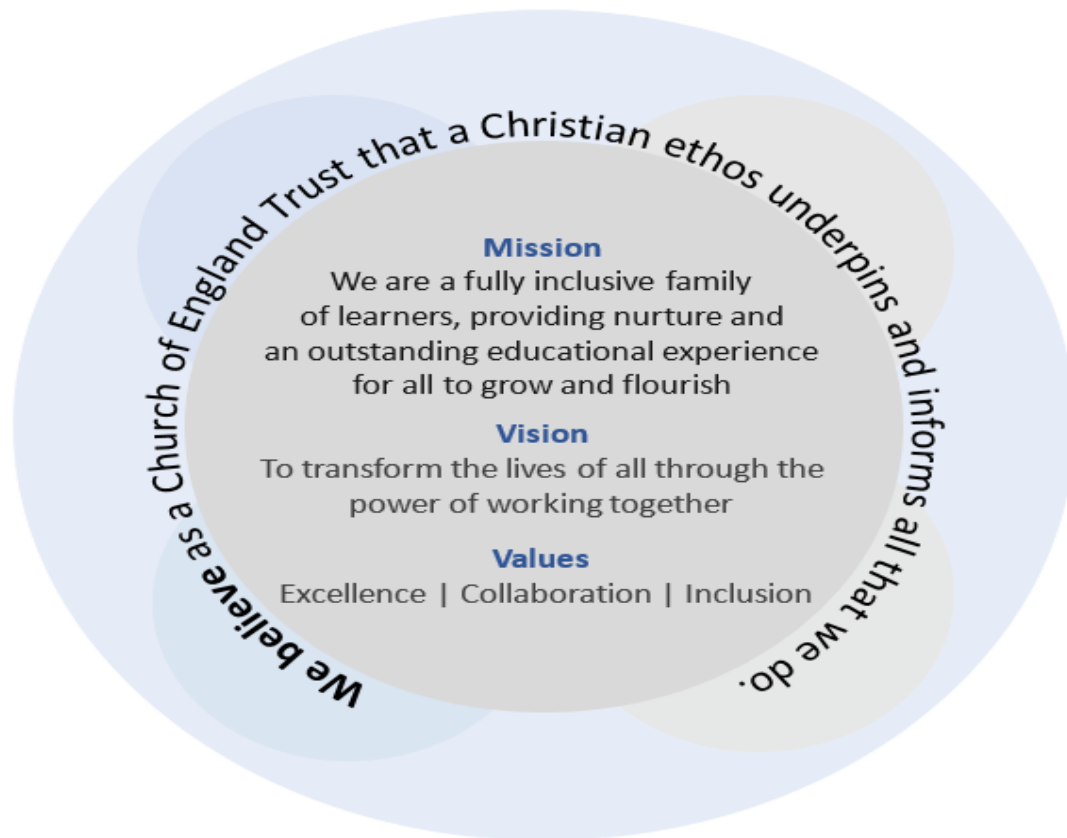 We believe as a Church of England Trust that a Christian ethos underpins and informs all that we do.
Mission
We are a fully inclusive family
of learners, providing nurture and
an outstanding educational experience
for all to grow and flourish
Vision
To transform the lives of all through the
power of working together
Values
Excellence | Collaboration | Inclusion